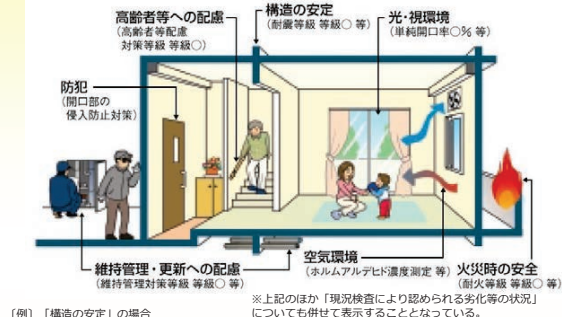 高齢者等への配慮
（高齢者等配慮
対策等級 等級○）
構造の安定
（耐震等級 等級○ 等）
光・視環境
（単純開口率○％ 等）
防犯
（開口部の
侵入防止対策）
維持管理・更新への配慮
（維持管理対策等級 等級○ 等）
空気環境
（ホルムアルデヒド濃度測定 等）
火災時の安全
（耐火等級 等級○ 等）
※上記のほか「現況検査により認められる劣化等の状況」
についても併せて表示することとなっている。
［例］「構造の安定」の場合